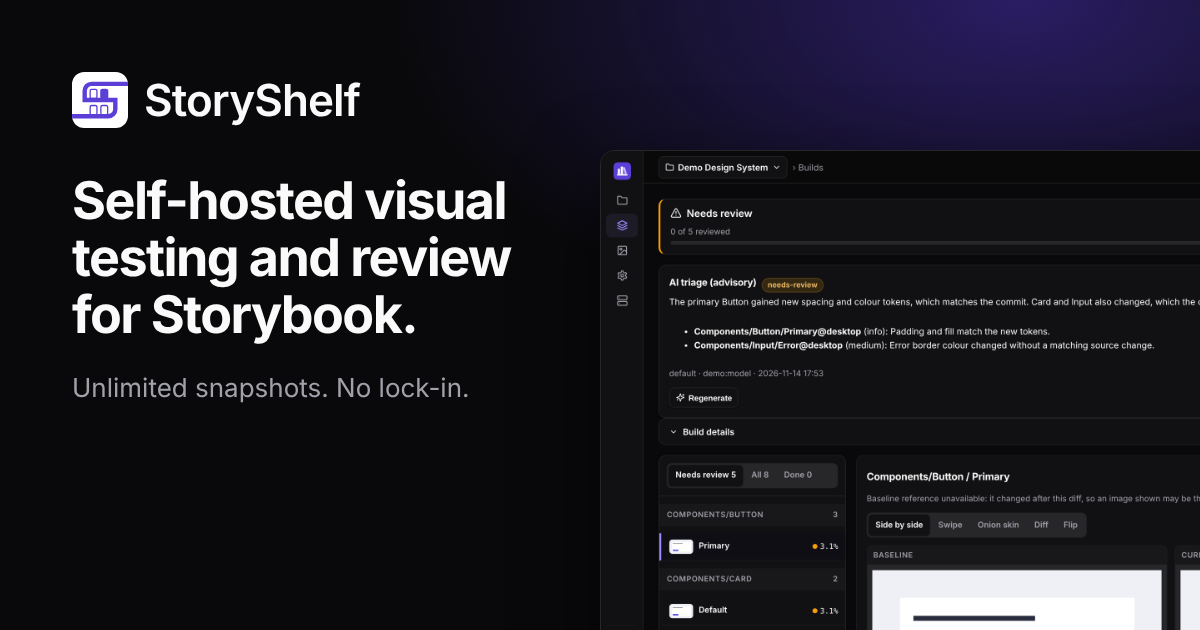 StoryShelf
Self-hosted visual
testing and review
for Storybook.
Unlimited snapshots. No lock-in.
Demo Design System
› Builds
Needs review
0 of 5 reviewed
AI triage (advisory) needs-review
The primary Button gained new spacing and colour tokens, which matches the commit. Card and Input also changed, which the
• Components/Button/Primary@desktop (info): Padding and fill match the new tokens.
• Components/Input/Error@desktop (medium): Error border colour changed without a matching source change.
default · demo:model · 2026-11-14 17:53
Regenerate
Build details
Needs review 5 All 8 Done 0
COMPONENTS/BUTTON 3
Primary 3.1%
COMPONENTS/CARD 2
Default 3.1%
Components/Button / Primary
Baseline reference unavailable: it changed after this diff, so an image shown may be
Side by side Swipe Onion skin Diff Flip
BASELINE